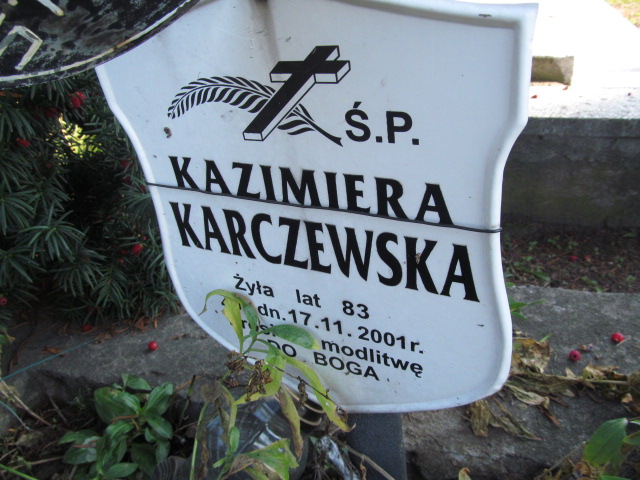 Ś.P.
KAZIMIERA
KARCZEWSKA
Żyła lat 83
dn.17.11.2001r.
modlitwę
DO BOGA